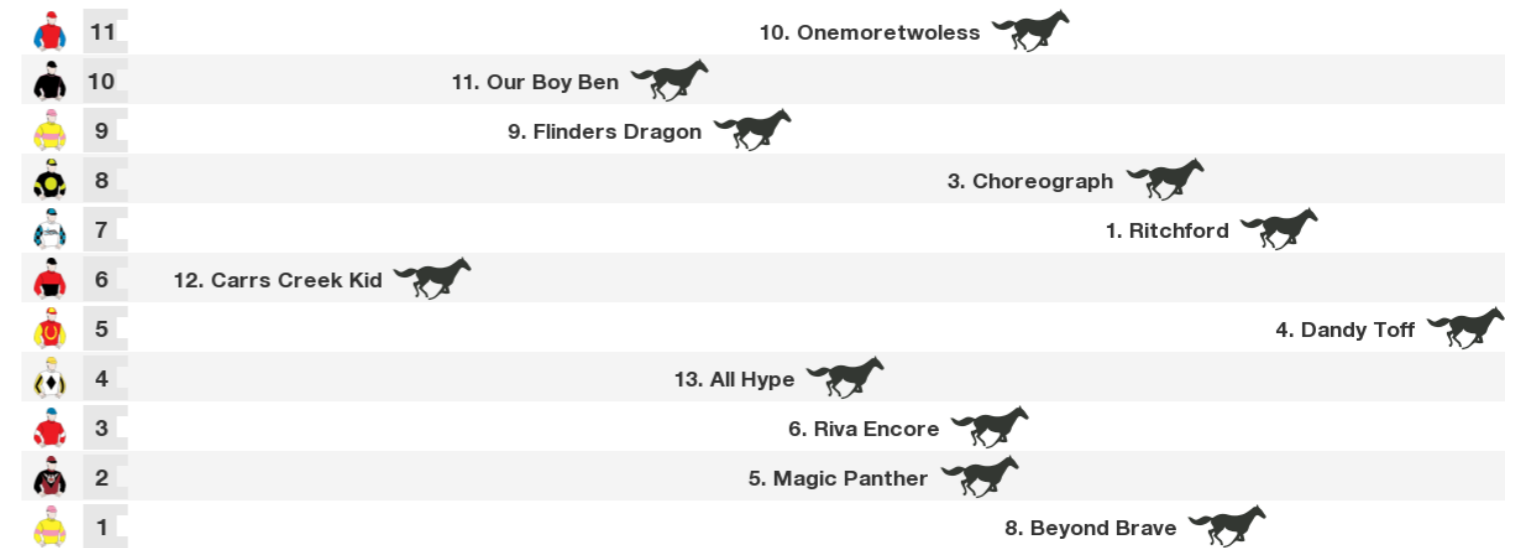 11 10. Onemoretwoless
10 11. Our Boy Ben
9 9. Flinders Dragon
8 3. Choreograph
7 1. Ritchford
6 12. Carrs Creek Kid
5 4. Dandy Toff
4 13. All Hype
3 6. Riva Encore
2 5. Magic Panther
1 8. Beyond Brave